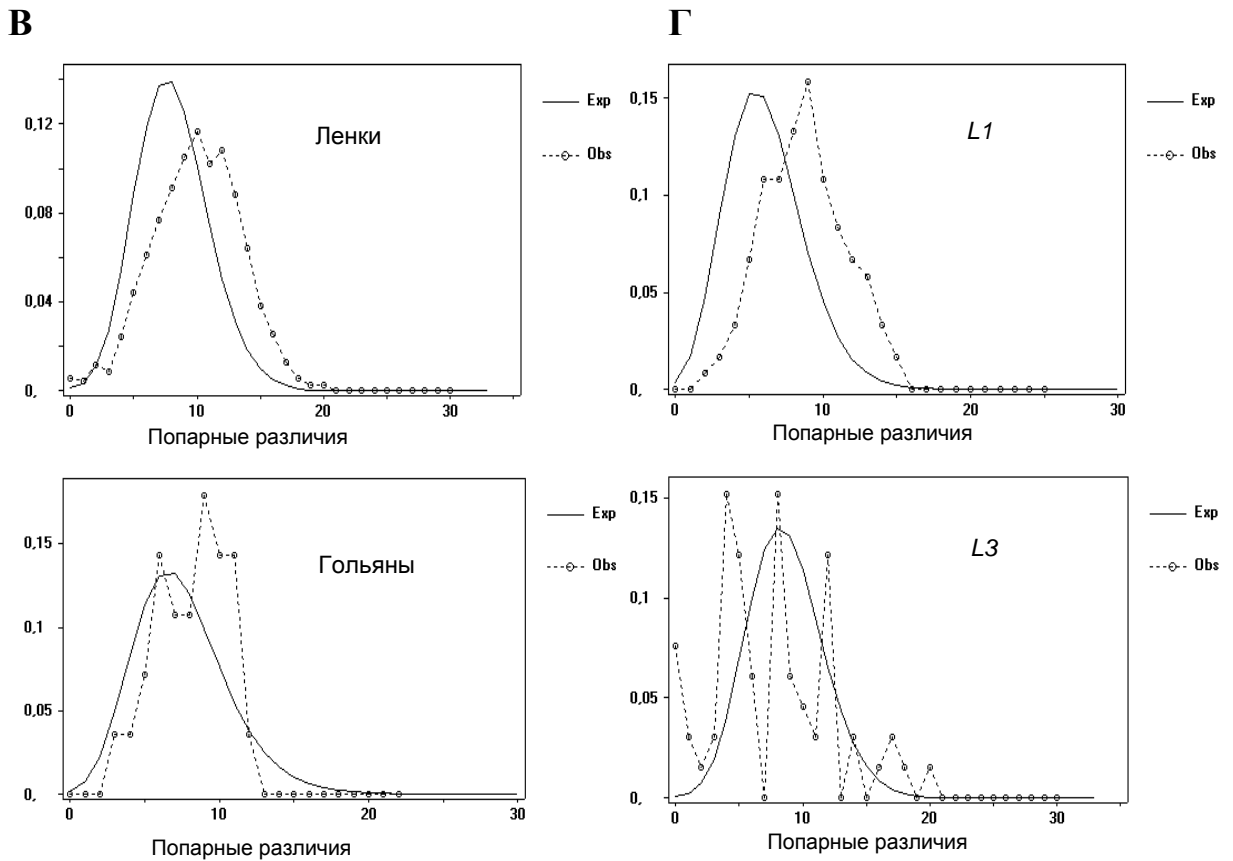 В
Г
Ленки
Exp
Obs
0,12
0,08
0,04
0,
0
10
20
30
Попарные различия
L1
Exp
Obs
0,15
0,1
0,05
0,
0
10
20
30
Попарные различия
Гольяны
Exp
Obs
0,15
0,1
0,05
0,
0
10
20
30
Попарные различия
L3
Exp
Obs
0,15
0,1
0,05
0,
0
10
20
30
Попарные различия